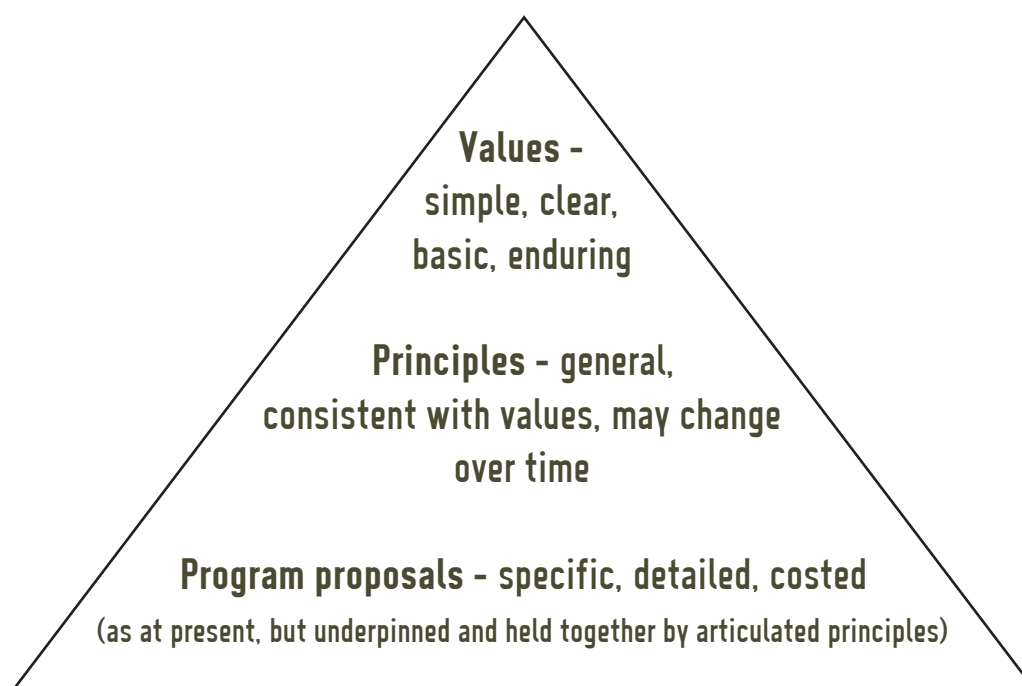 Values -
simple, clear,
basic, enduring
Principles - general,
consistent with values, may change
over time
Program proposals - specific, detailed, costed
(as at present, but underpinned and held together by articulated principles)